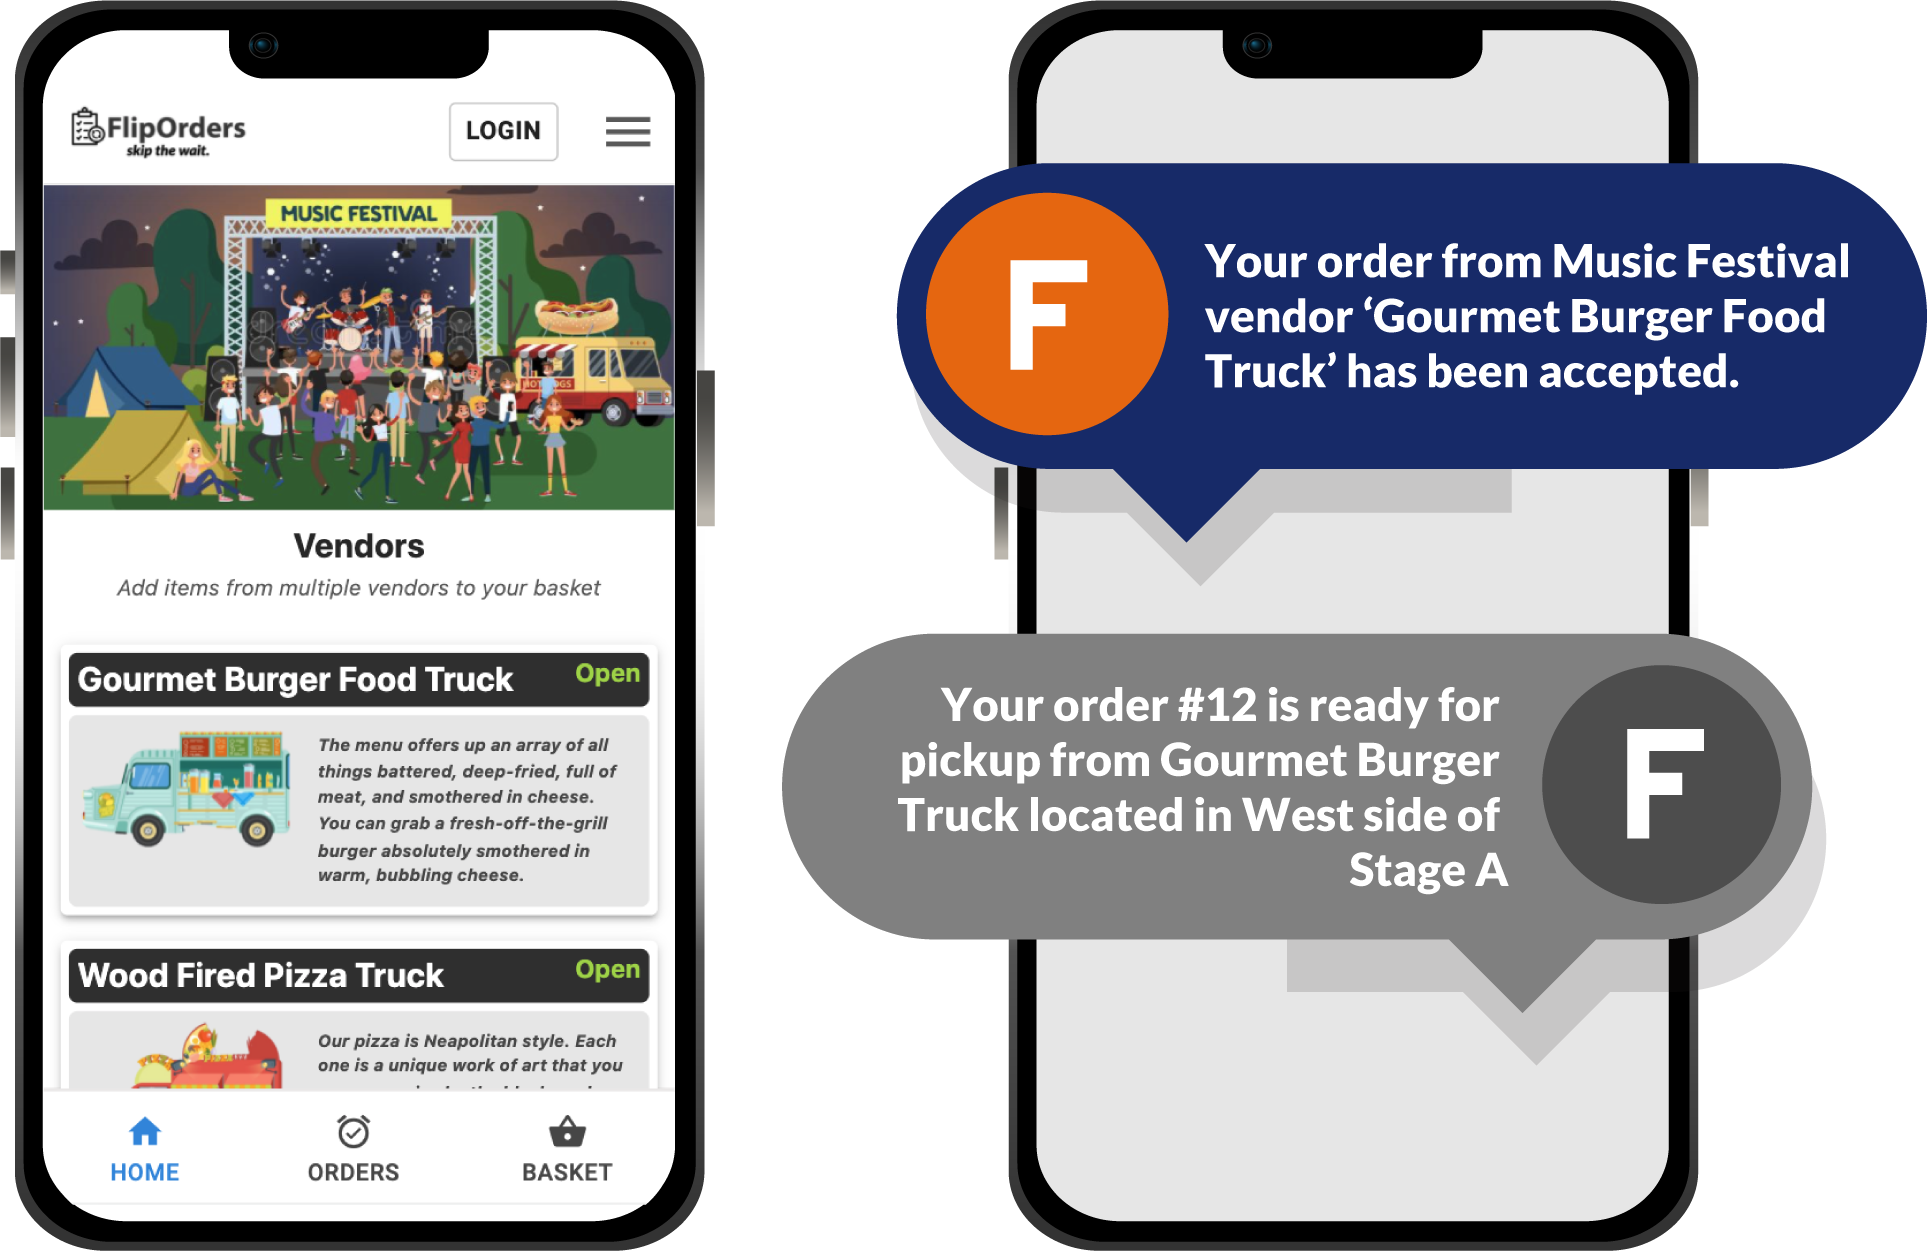 FlipOrders
skip the wait.
LOGIN
MUSIC FESTIVAL
HOT DOGS
Vendors
Add items from multiple vendors to your basket
Gourmet Burger Food Truck
Open
The menu offers up an array of all
things battered, deep-fried, full of
meat, and smothered in cheese.
You can grab a fresh-off-the-grill
burger absolutely smothered in
warm, bubbling cheese.
Wood Fired Pizza Truck
Open
Our pizza is Neapolitan style. Each
one is a unique work of art that you
HOME
ORDERS
BASKET
F
Your order from Music Festival
vendor ‘Gourmet Burger Food
Truck’ has been accepted.
Your order #12 is ready for
pickup from Gourmet Burger
Truck located in West side of
Stage A
F